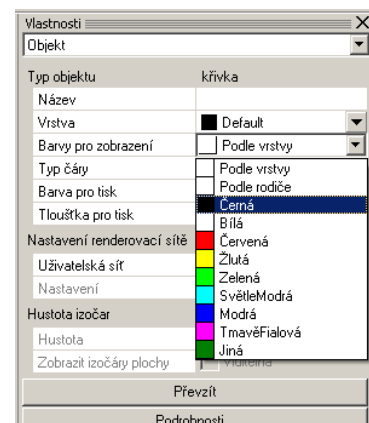 Vlastnosti
Objekt
Typ objektu křivka
Název
Vrstva Default
Barvy pro zobrazení Podle vrstvy
Typ čáry Podle vrstvy
Podle rodiče
Barva pro tisk Černá
Tloušťka pro tisk Bílá
Červená
Nastavení renderovací sítě Žlutá
Uživatelská síť Zelená
Nastavení SvětleModrá
Hustota izočar Modrá
Hustota TmavěFialová
Jiná
Zobrazit izočáry plochy Viditelná
Převzít
Podrobnosti